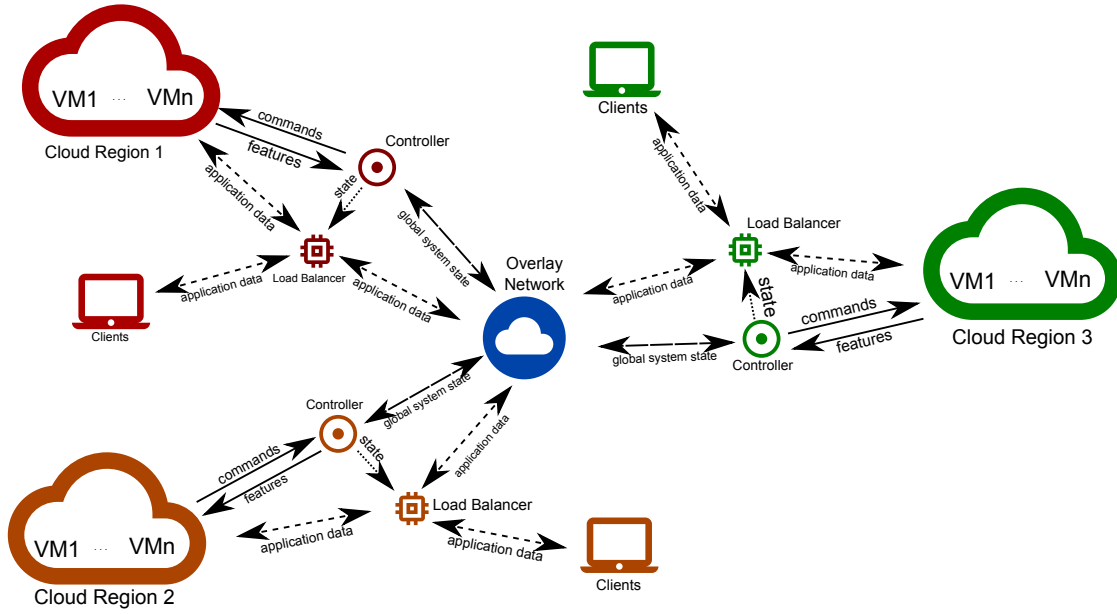 VM1 ... VMn
Cloud Region 1
commands
features
Controller
state
application data
global system state
Load Balancer
application data
application data
Clients
Overlay
Network
Clients
application data
Load Balancer
application data
application data
state
VM1 ... VMn
Cloud Region 3
commands
features
Controller
global system state
Controller
global system state
state
commands
features
application data
Load Balancer
application data
application data
Clients
VM1 ... VMn
Cloud Region 2